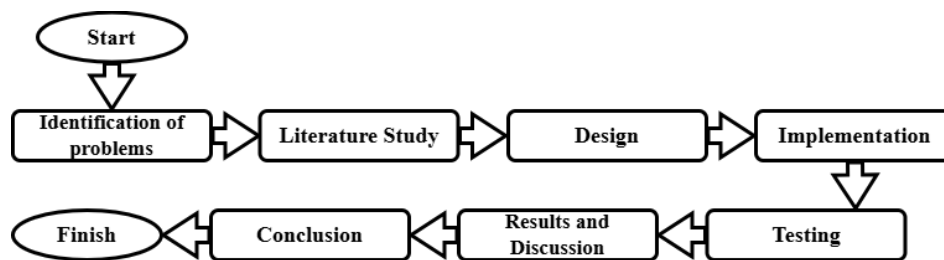 Start
Identification of
problems
Literature Study
Design
Implementation
Testing
Results and
Discussion
Conclusion
Finish